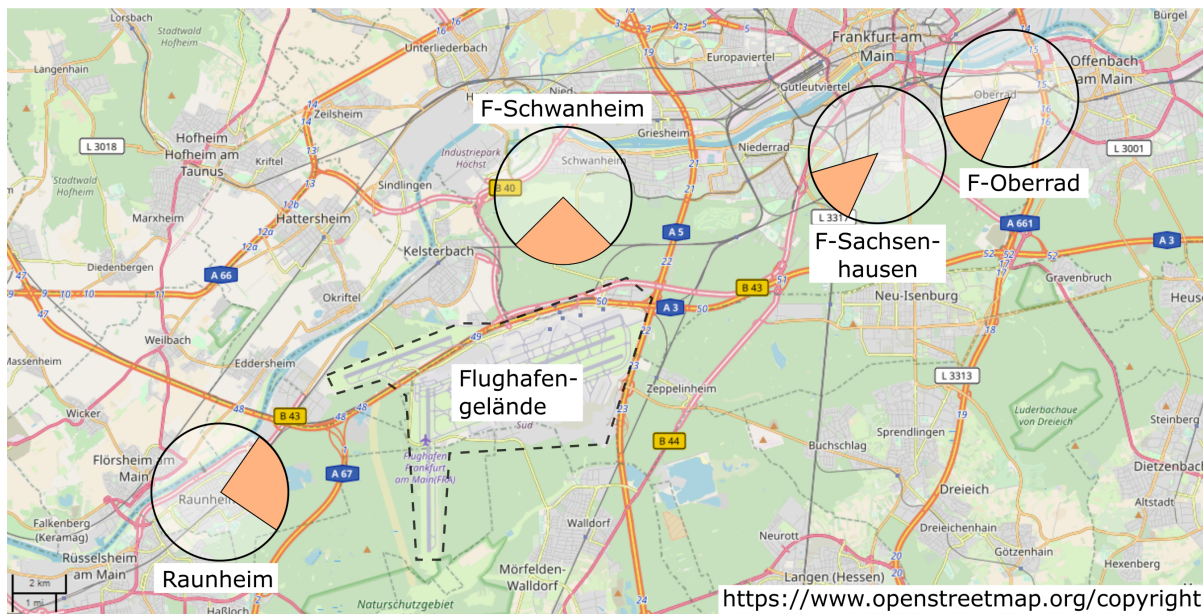 Lorsbach
Stadtwald
Hofheim
Langenhain
L 3018
Hofheim
Hofheim am
Taunus
Kriftel
Zeilsheim
Unterliederbach
Industriepark
Höchst
Sindlingen
Marxheim
Hattersheim
Diedenbergen
A 66
Kelsterbach
Okriftel
Weilbach
Massenheim
Eddersheim
Wicker
Flörsheim am
Main
B 43
A 67
Raunheim
Falkenberg
(Keramag)
Rüsselsheim
am Main
Haßloch
Raunheim
2 km
1 mi
F-Schwanheim
Schwanheim
B 40
Griesheim
Niederrad
Europaviertel
Gutleutviertel
Frankfurt am
Main
Oberrad
Offenbach
am Main
Bürgel
L 3001
F-Oberrad
L 3317
F-Sachsen-
hausen
A 661
A 5
A 3
B 43
A 3
Gravenbruch
Neu-Isenburg
Heus
Flughafen-
gelände
Süd
Flughafen
Frankfurt
am Main(FRA)
Zeppelinheim
B 44
L 3313
Luderbachaue
von Dreieich
Steinberg
Sprendlingen
Buchschlag
Dietzenbach
Dreieich
Altstadt
Walldorf
Neurott
Dreieichenhain
Götzenhain
Hexenberg
Mörfelden-
Walldorf
Langen (Hessen)
Naturschutzgebiet
https://www.openstreetmap.org/copyright